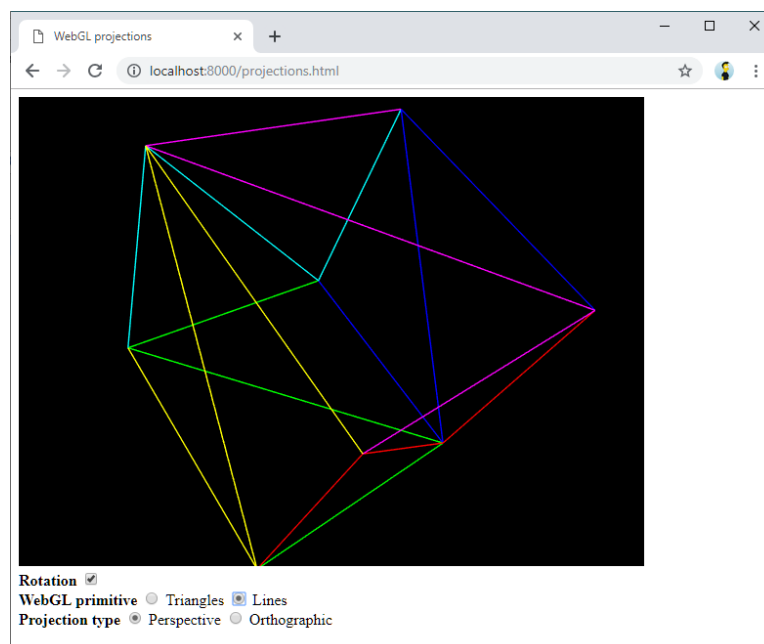 WebGL projections
localhost:8000/projections.html
Rotation
WebGL primitive Triangles Lines
Projection type Perspective Orthographic